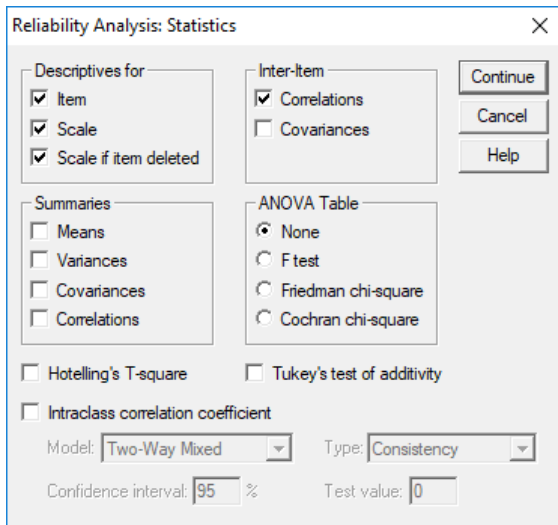 Reliability Analysis: Statistics
Descriptives for
Item
Scale
Scale if item deleted
Inter-Item
Correlations
Covariances
Continue
Cancel
Help
Summaries
Means
Variances
Covariances
Correlations
ANOVA Table
None
F test
Friedman chi-square
Cochran chi-square
Hotelling's T-square
Tukey's test of additivity
Intraclass correlation coefficient
Model: Two-Way Mixed
Type: Consistency
Confidence interval: 95 %
Test value: 0